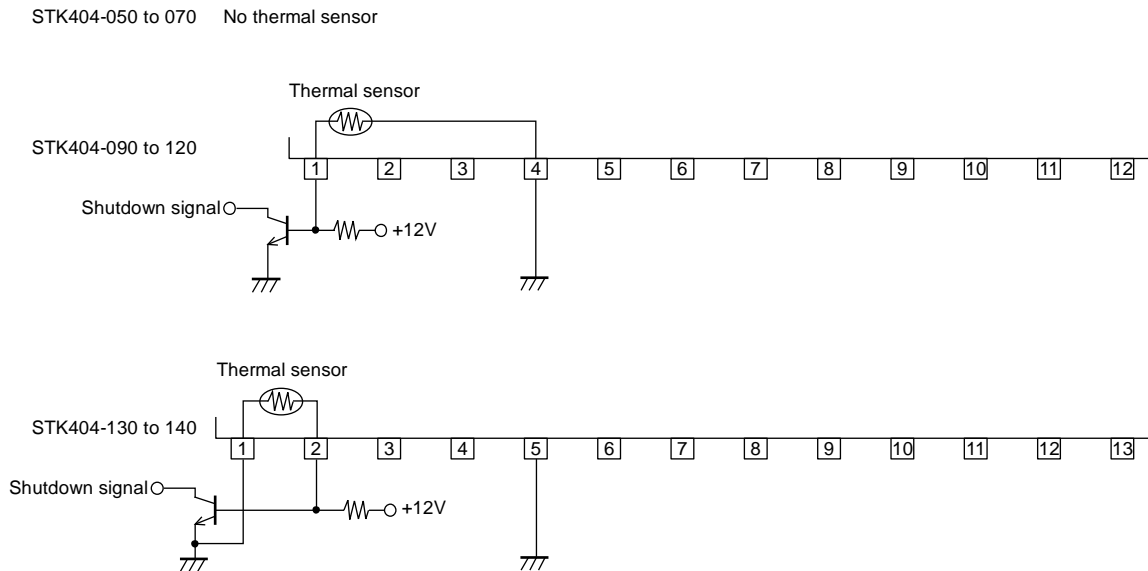 STK404-050 to 070 No thermal sensor
Thermal sensor
STK404-090 to 120
1 2 3 4 5 6 7 8 9 10 11 12
Shutdown signal
+12V
Thermal sensor
STK404-130 to 140
1 2 3 4 5 6 7 8 9 10 11 12 13
Shutdown signal
+12V